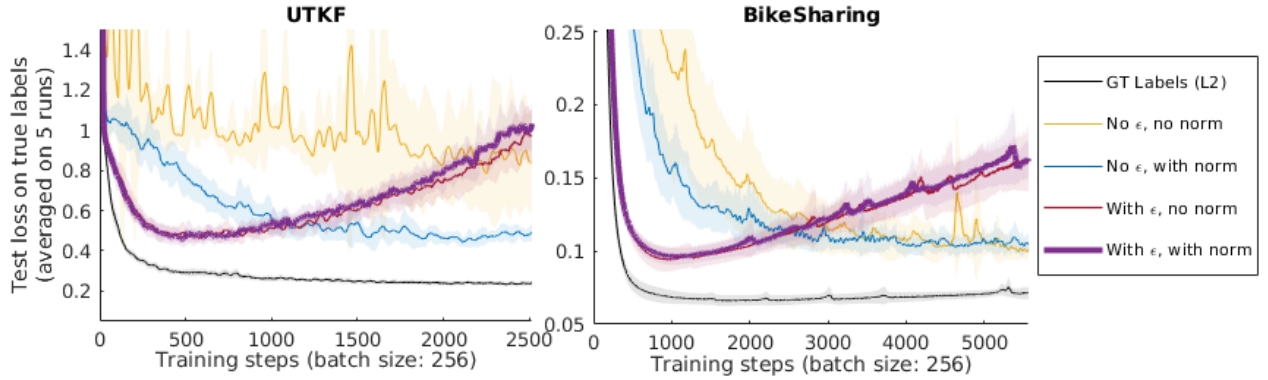 UTKF
BikeSharing
Test loss on true labels
(averaged on 5 runs)
1.4
1.2
1
0.8
0.6
0.4
0.2
0
500
1000
1500
2000
2500
Training steps (batch size: 256)
0.25
0.2
0.15
0.1
0.05
0
1000
2000
3000
4000
5000
Training steps (batch size: 256)
GT Labels (L2)
No ϵ, no norm
No ϵ, with norm
With ϵ, no norm
With ϵ, with norm